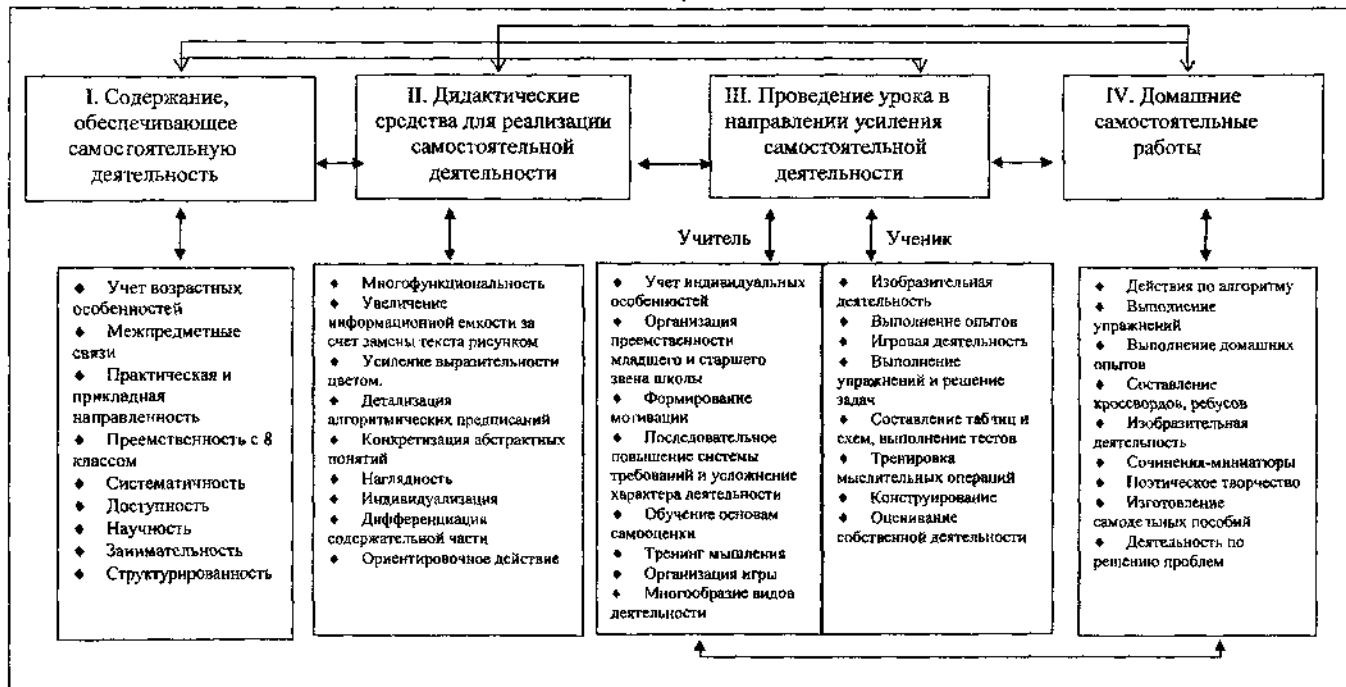 I. Содержание,
обеспечивающее
самостоятельную
деятельность
II. Дидактические
средства для реализации
самостоятельной
деятельности
III. Проведение урока в
направлении усиления
самостоятельной
деятельности
IV. Домашние
самостоятельные
работы
Учитель
Ученик
♦ Учет возрастных
особенностей
♦ Межпредметные
связи
♦ Практическая и
прикладная
направленность
♦ Преемственность с 8
классом
♦ Систематичность
♦ Доступность
♦ Научность
♦ Занимательность
♦ Структурированность
♦ Многофункциональность
♦ Увеличение
информационной емкости за
счет замены текста рисунком
♦ Усиление выразительности
цветом.
♦ Детализация
алгоритмических предписаний
♦ Конкретизация абстрактных
понятий
♦ Наглядность
♦ Индивидуализация
♦ Дифференциация
содержательной части
♦ Ориентировочное действие
♦ Учет индивидуальных
особенностей
♦ Организация
преемственности
младшего и старшего
звена школы
♦ Формирование
мотивации
♦ Последовательное
повышение системы
требований и усложнение
характера деятельности
♦ Обучение основам
самооценки
♦ Тренинг мышления
♦ Организация игры
♦ Многообразие видов
деятельности
♦ Изобразительная
деятельность
♦ Выполнение опытов
♦ Игровая деятельность
♦ Выполнение
упражнений и решение
задач
♦ Составление таблиц и
схем, выполнение тестов
♦ Тренировка
мыслительных операций
♦ Конструирование
♦ Оценивание
собственной деятельности
♦ Действия по алгоритму
♦ Выполнение
упражнений
♦ Выполнение домашних
опытов
♦ Составление
кроссвордов, ребусов
♦ Изобразительная
деятельность
♦ Сочинения-миниатюры
♦ Поэтическое творчество
♦ Изготовление
самодельных пособий
♦ Деятельность по
решению проблем